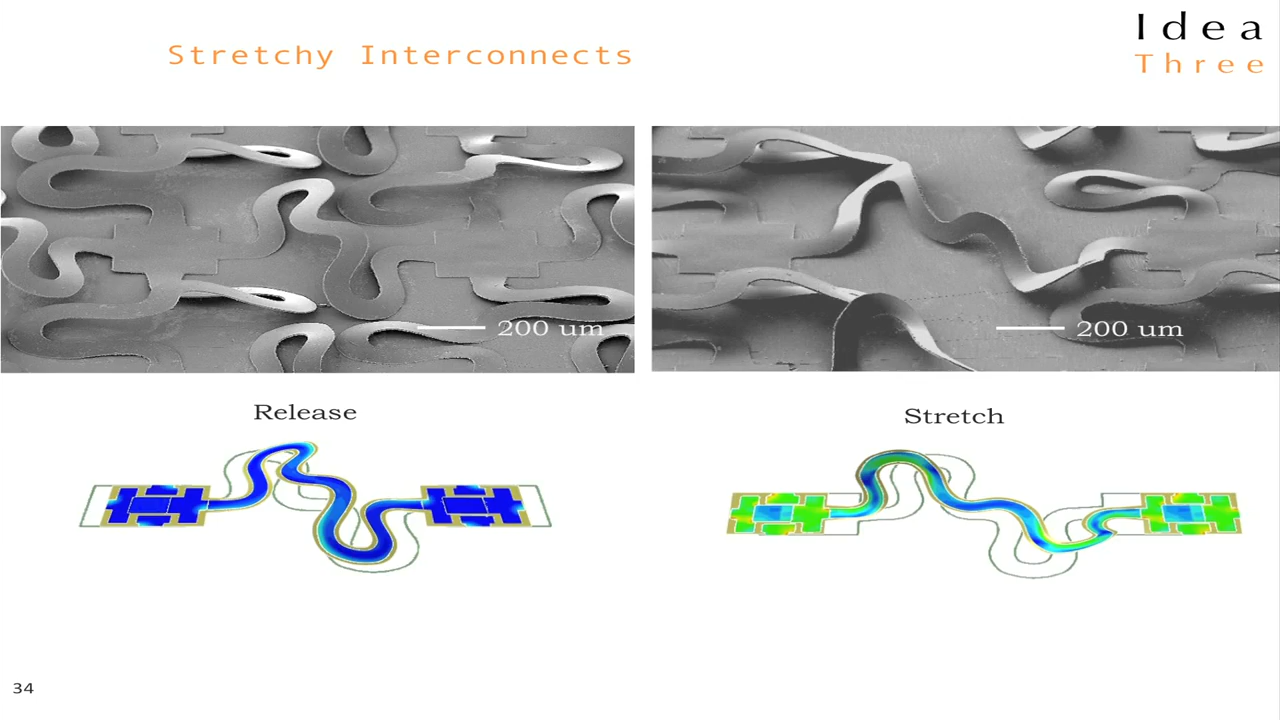 Stretchy Interconnects
Idea
Three
200 um
200 um
Release
Stretch
34